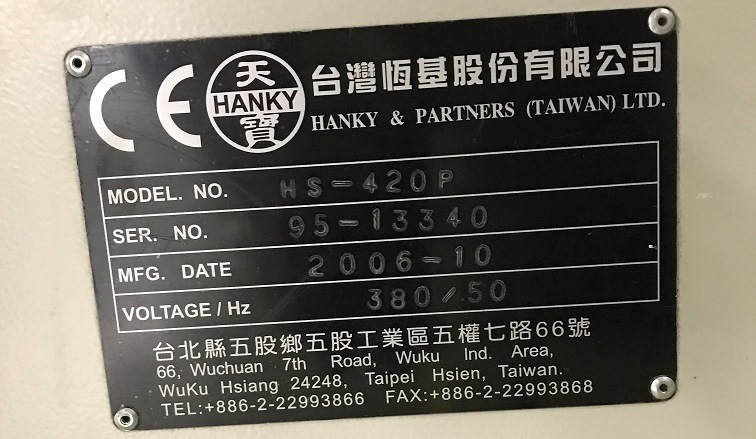 CE
天
HANKY
寶
台灣恆基股份有限公司
HANKY & PARTNERS (TAIWAN) LTD.
MODEL. NO. HS-420P
SER. NO. 95-13340
MFG. DATE 2006-10
VOLTAGE / Hz 380/50
台北縣五股鄉五股工業區五權七路66號
66, Wuchuan 7th Road, Wuku Ind. Area,
WuKu Hsiang 24248, Taipei Hsien, Taiwan.
TEL:+886-2-22993866 FAX:+886-2-22993868